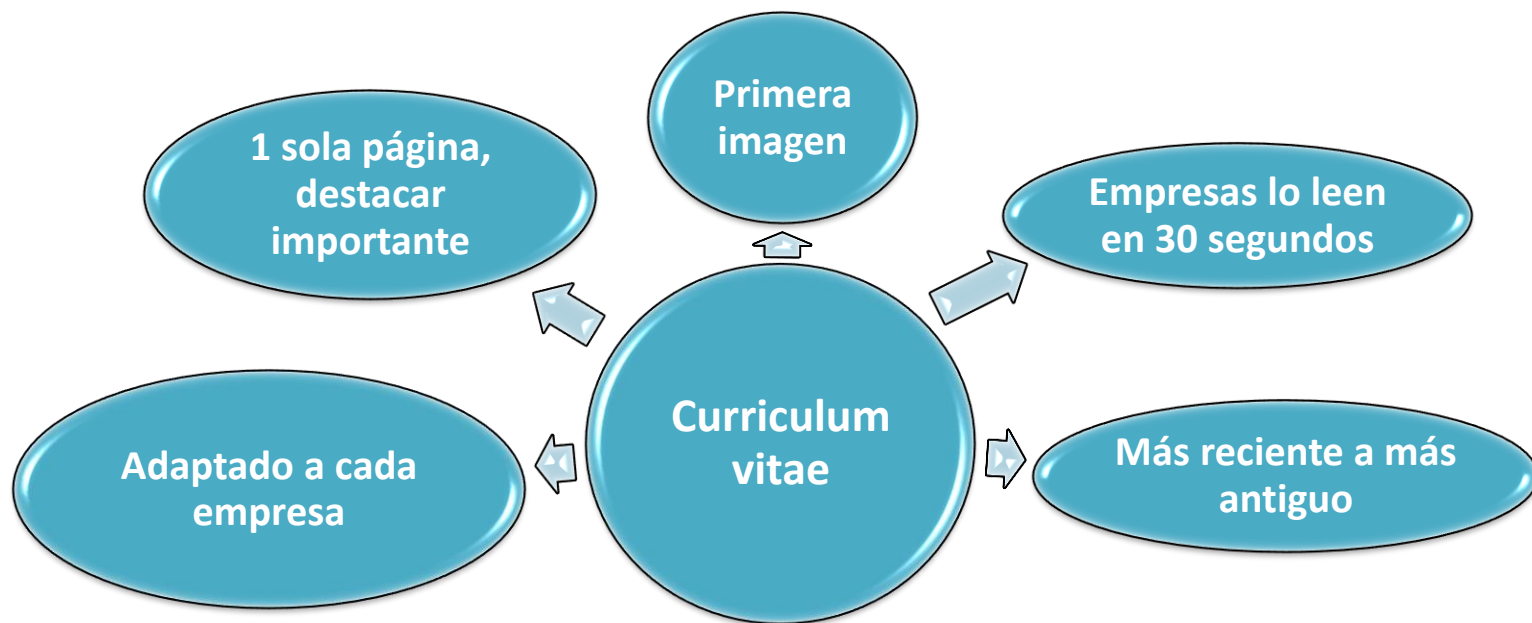 Primera
imagen
1 sola página,
destacar
importante
Empresas lo leen
en 30 segundos
Curriculum
vitae
Adaptado a cada
empresa
Más reciente a más
antiguo